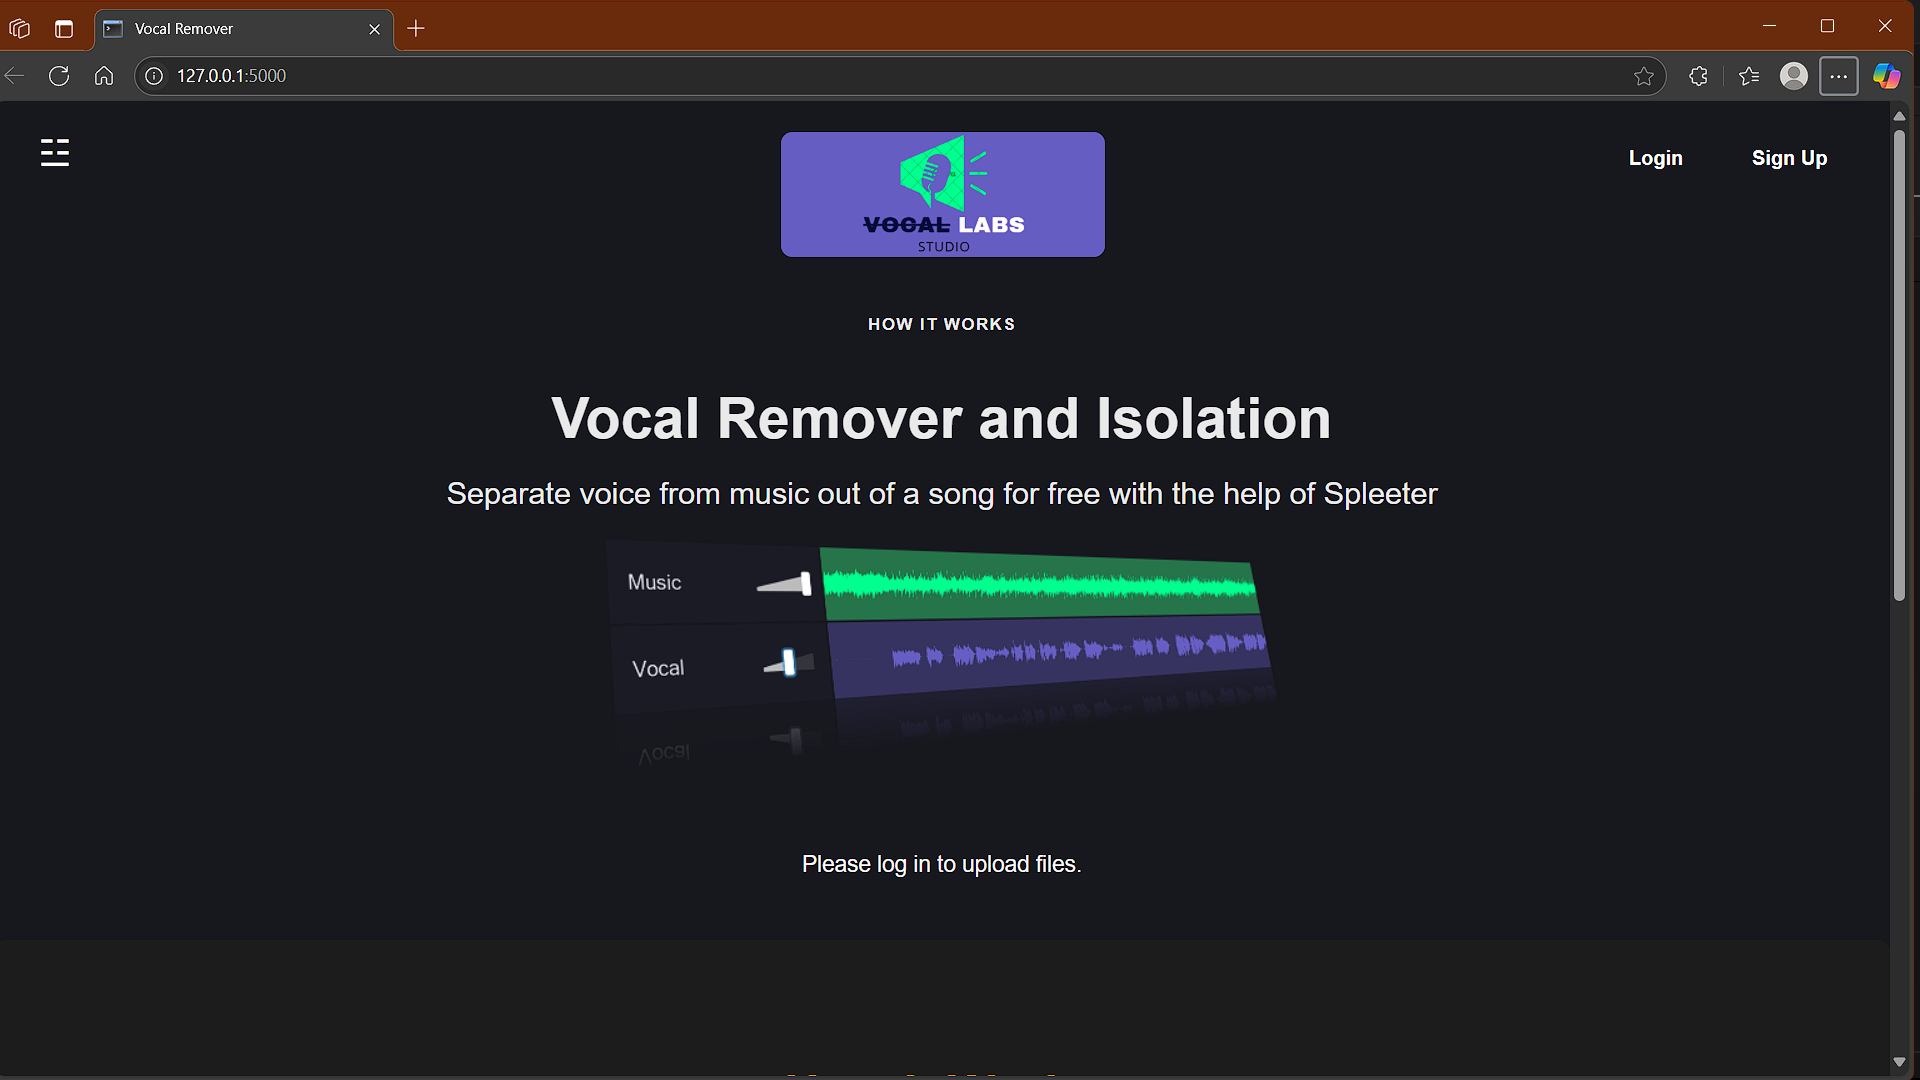 Vocal Remover
127.0.0.1:5000
Login
Sign Up
VOCAL LABS
STUDIO
HOW IT WORKS
Vocal Remover and Isolation
Separate voice from music out of a song for free with the help of Spleeter
Music
Vocal
Vocal
Please log in to upload files.